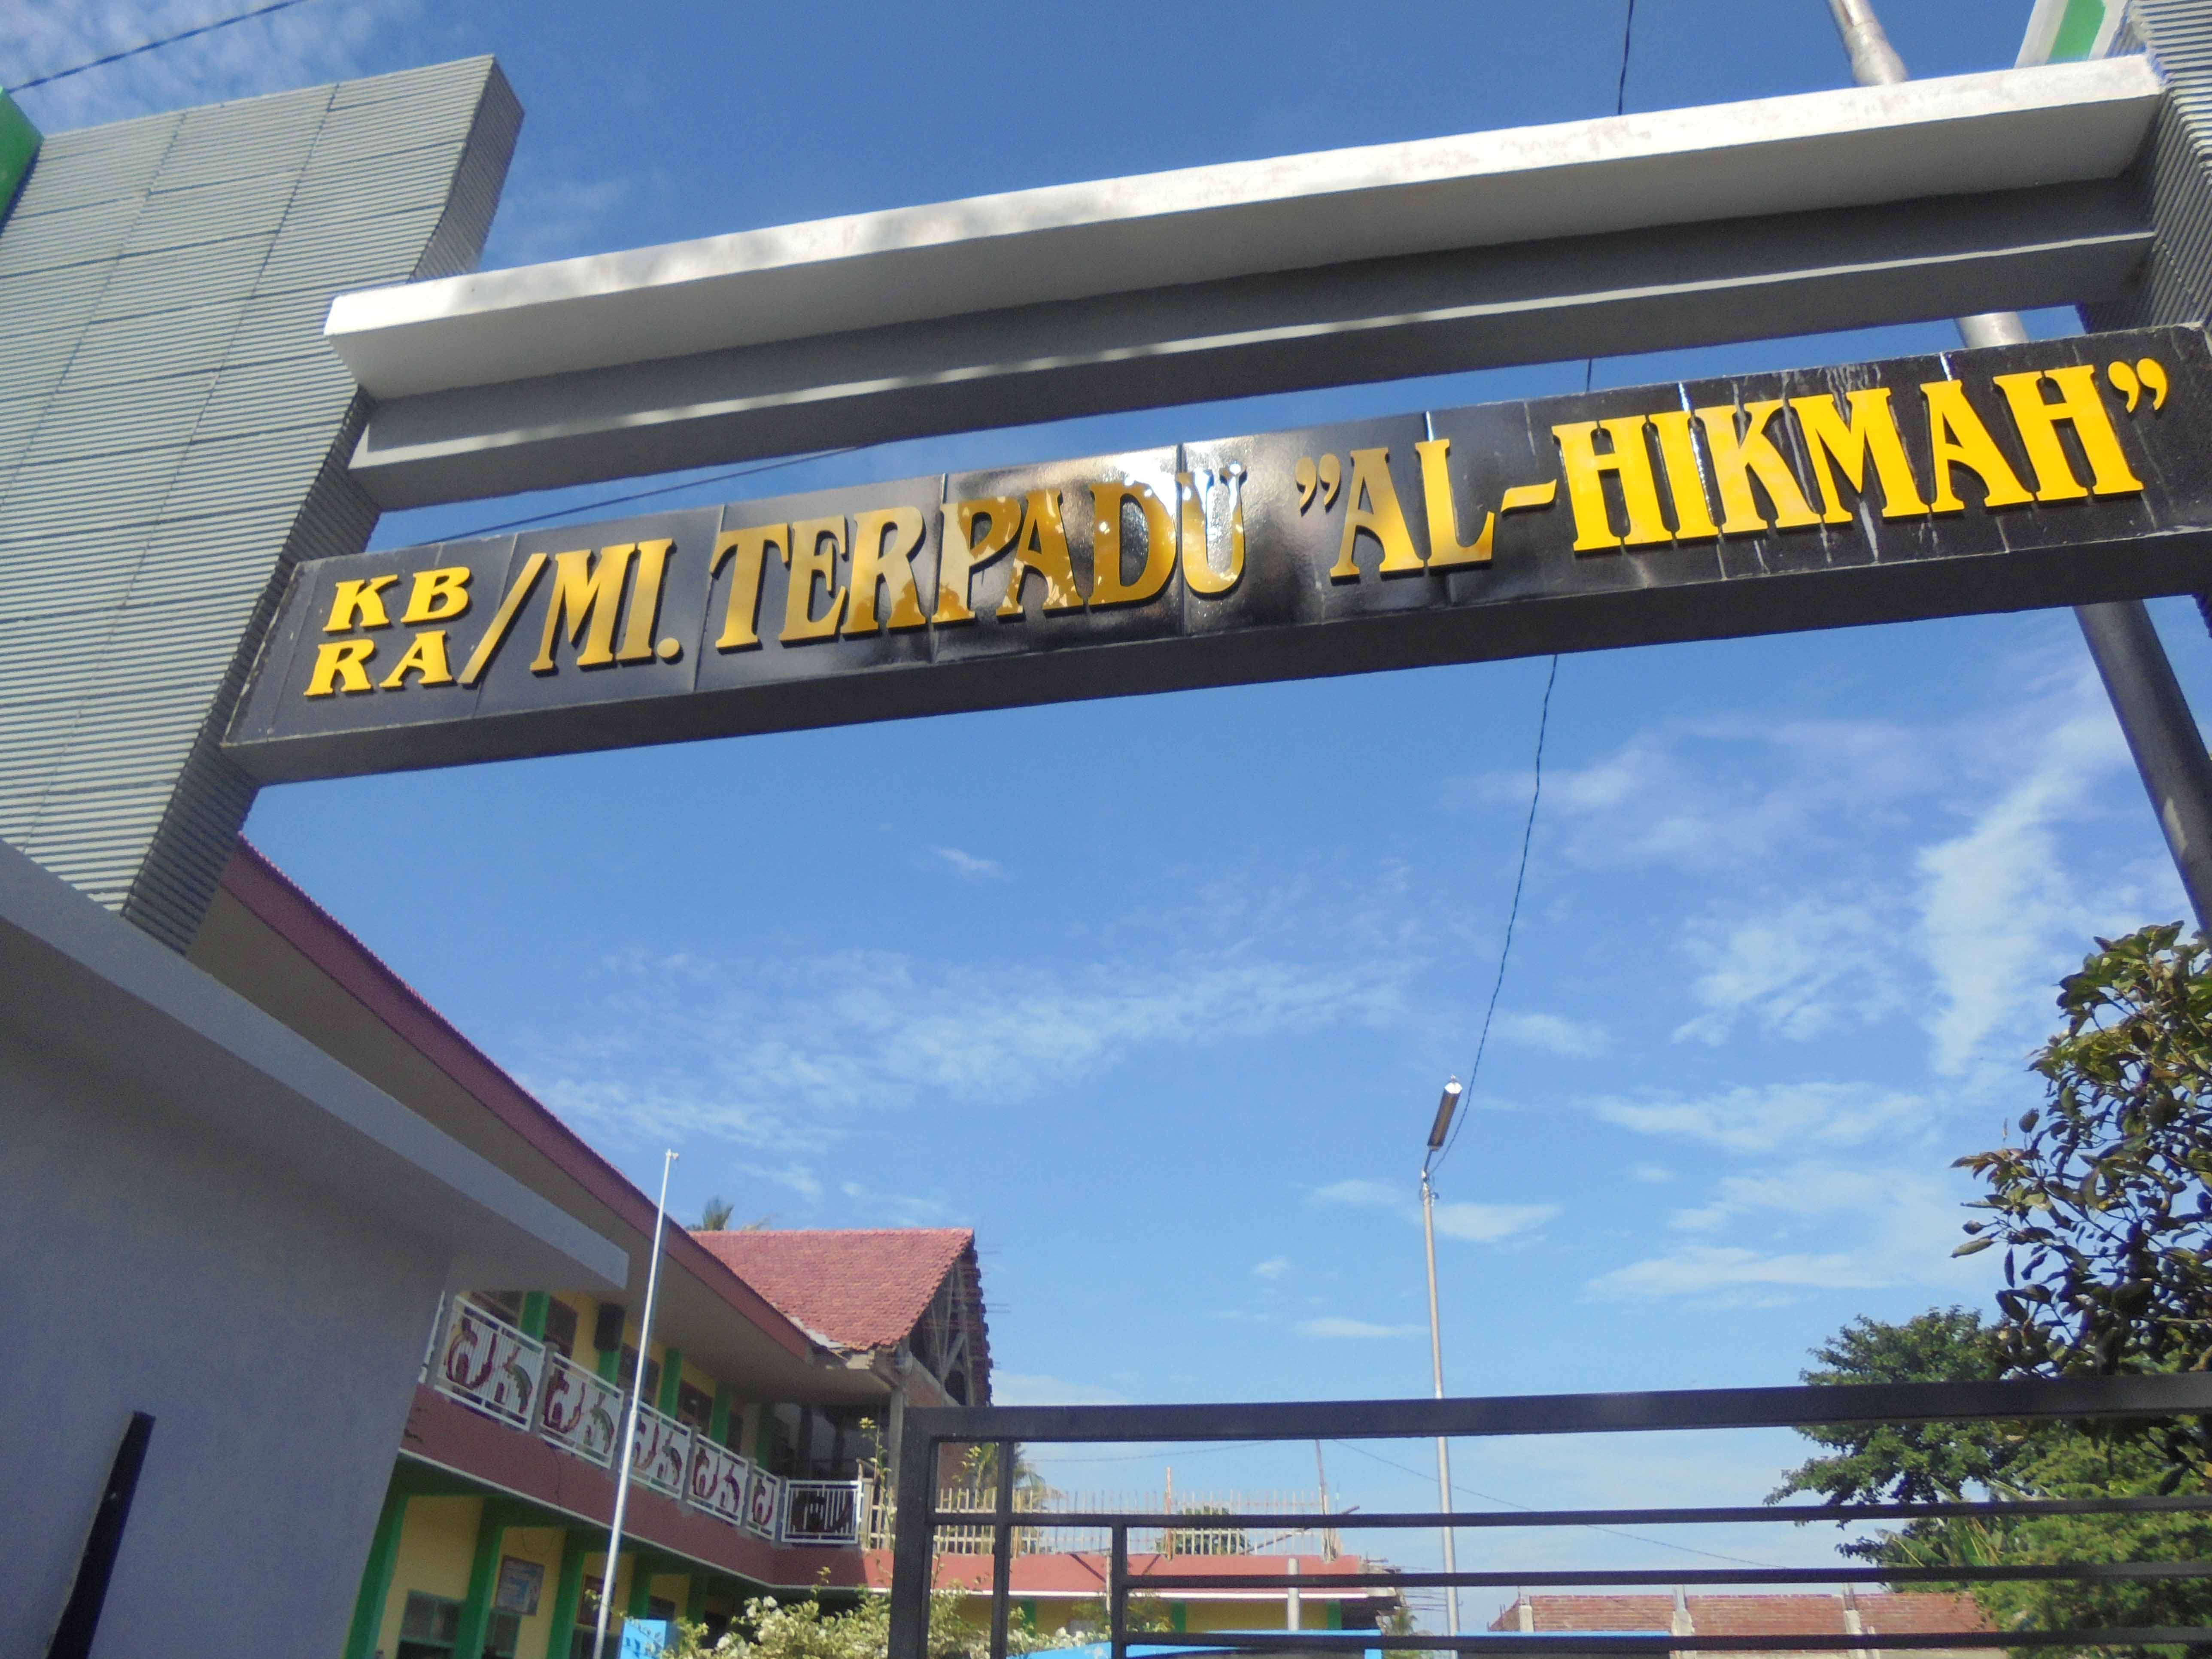 KB
RA/MI. TERPADU "AL-HIKMAH"